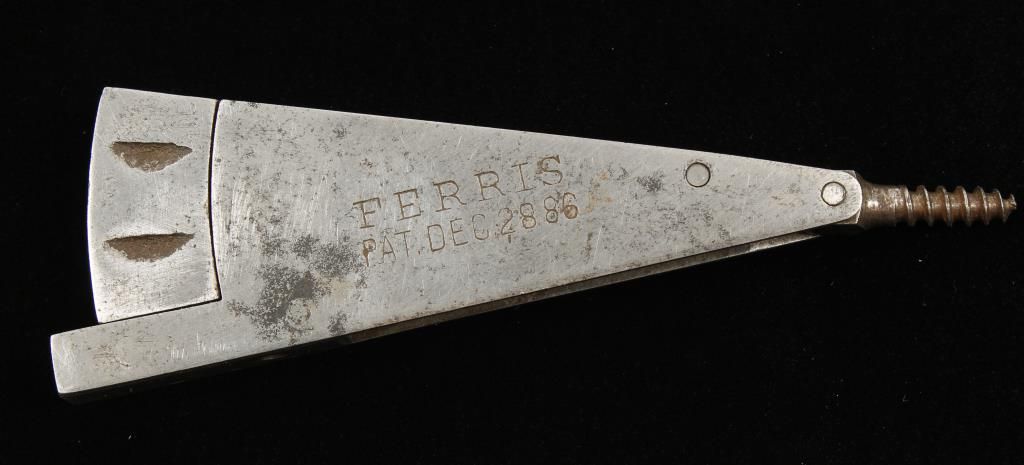 FERRIS
PAT. DEC. 28 86